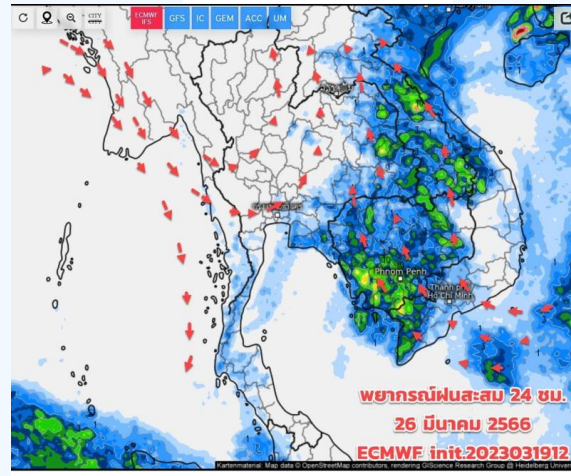 CITY
CITY
ECMWF
IFS
GFS
IC
GEM
ACC
UM
Phnom Penh
Thành phố
Hồ Chí Minh
พยากรณ์ฝนสะสม 24 ชม.
26 มีนาคม 2566
ECMWF init.2023031912
Kartenmaterial: Map data © OpenStreetMap contributors, rendering GIScience Research Group @ Heidelberg Unive